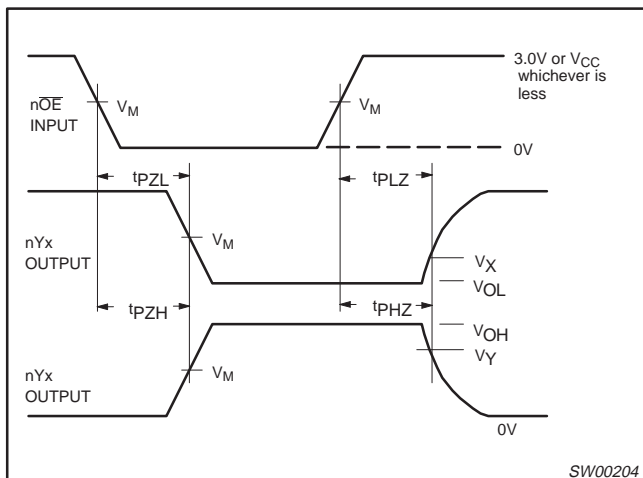 3.0V or VCC
whichever is
less
nOE
INPUT
VM
VM
0V
tPZL
tPLZ
nYx
OUTPUT
VM
VX
VOL
tPZH
tPHZ
VOH
VY
nYx
OUTPUT
VM
0V
SW00204